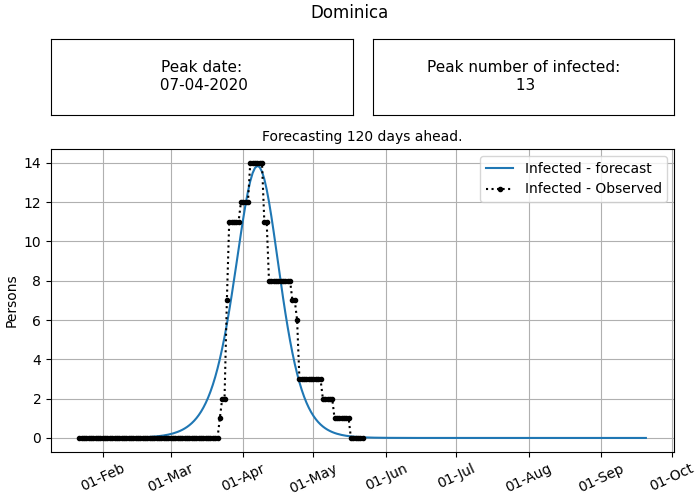 Dominica
Peak date:
07-04-2020
Peak number of infected:
13
Forecasting 120 days ahead.
Infected - forecast
Infected - Observed
Persons
14
12
10
8
6
4
2
0
01-Feb
01-Mar
01-Apr
01-May
01-Jun
01-Jul
01-Aug
01-Sep
01-Oct